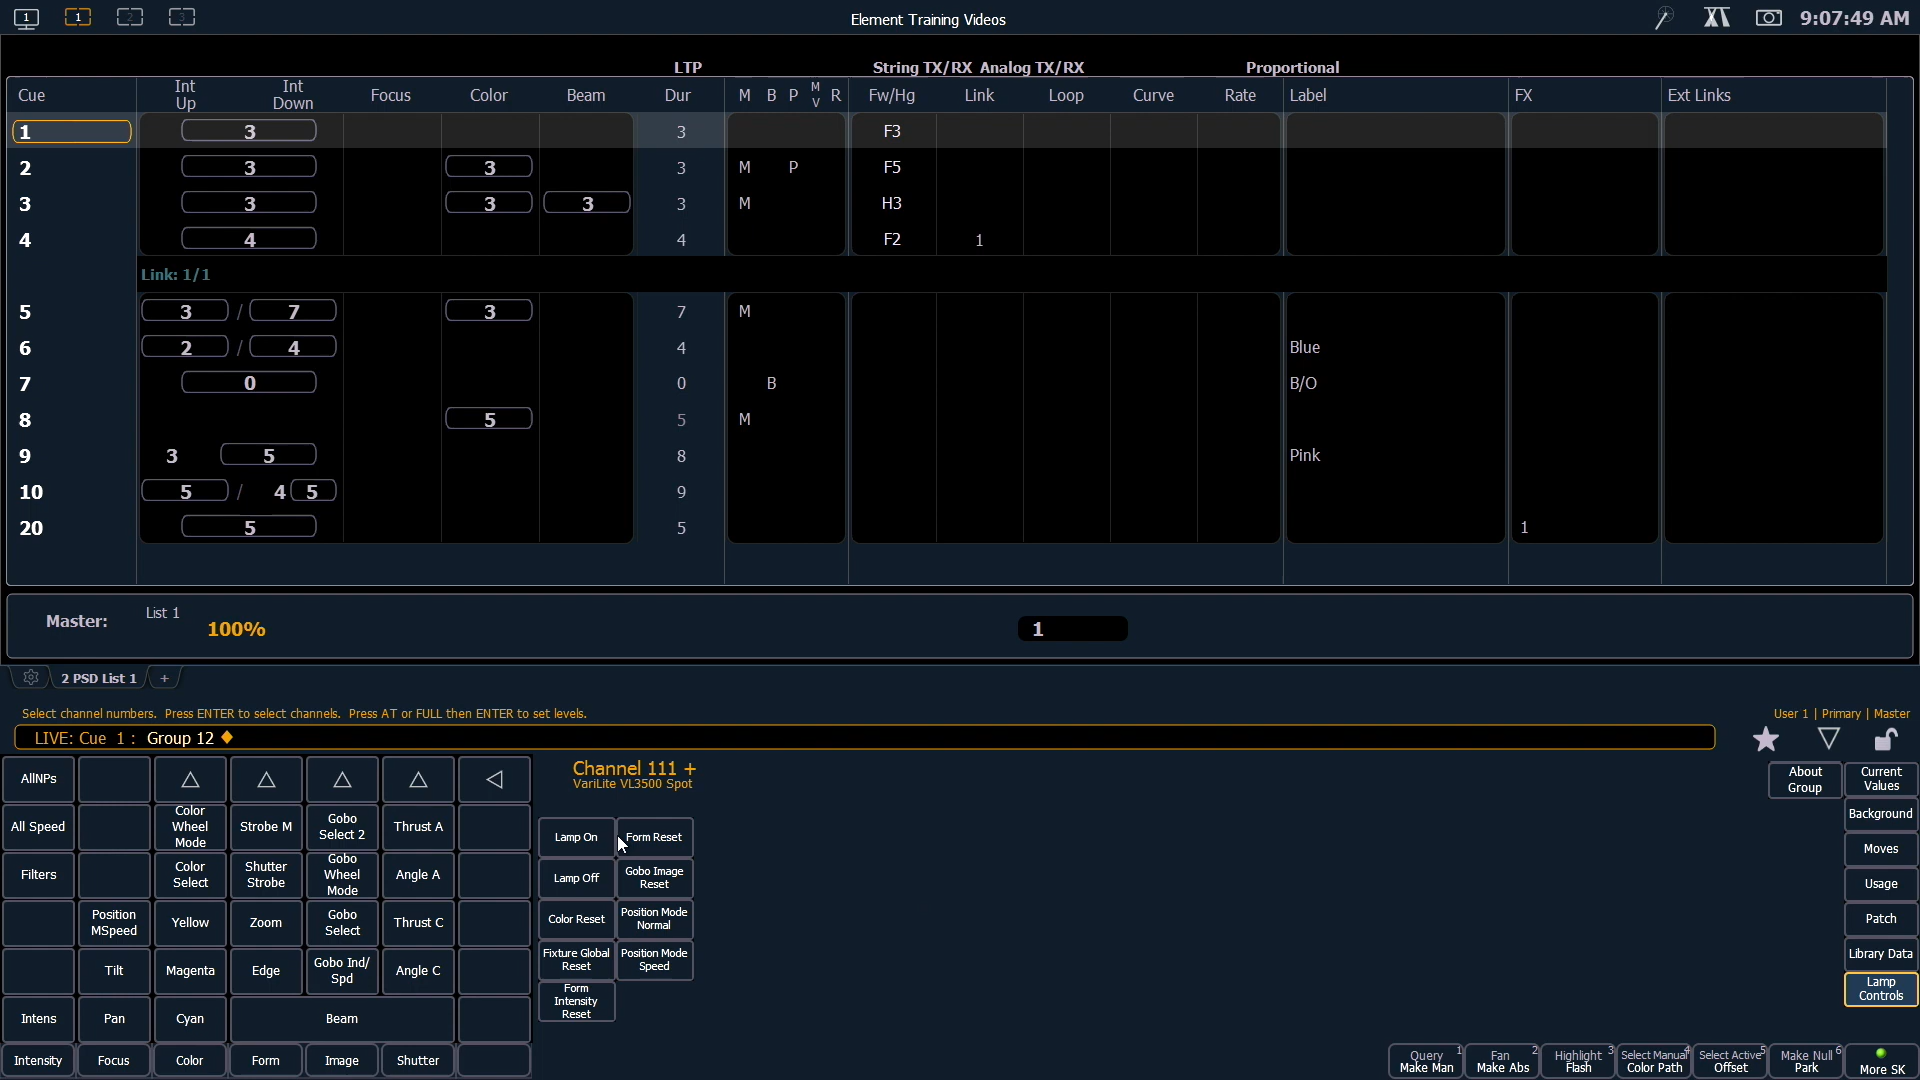 1 1 2 3 Element Training Videos 9:07:49 AM
LTP String TX/RX Analog TX/RX Proportional
Cue Int Up Int Down Focus Color Beam Dur M B P MV R Fw/Hg Link Loop Curve Rate Label FX Ext Links
1 3 3 F3
2 3 3 3 M P F5
3 3 3 3 3 M H3
4 4 4 F2 1
Link: 1/1
5 3 / 7 3 7 M
6 2 / 4 4 Blue
7 0 0 B B/O
8 5 5 M
9 3 5 8 Pink
10 5 / 4 5 9
20 5 5 1
Master: List 1 100% 1
2 PSD List 1 +
Select channel numbers. Press ENTER to select channels. Press AT or FULL then ENTER to set levels.
User 1 | Primary | Master
LIVE: Cue 1 : Group 12
Channel 111 +
VariLite VL3500 Spot
AllNPs
All Speed Color Wheel Mode Strobe M Gobo Select 2 Thrust A
Filters Color Select Shutter Strobe Gobo Wheel Mode Angle A
Position MSpeed Yellow Zoom Gobo Select Thrust C
Tilt Magenta Edge Gobo Ind/ Spd Angle C
Intens Pan Cyan Beam
Intensity Focus Color Form Image Shutter
Lamp On Form Reset
Lamp Off Gobo Image Reset
Color Reset Position Mode Normal
Fixture Global Reset Position Mode Speed
Form Intensity Reset
About Group Current Values
Background
Moves
Usage
Patch
Library Data
Lamp Controls
Query 1 Make Man Fan 2 Make Abs Highlight 3 Flash Select Manual 4 Color Path Select Active 5 Offset Make Null 6 Park More SK